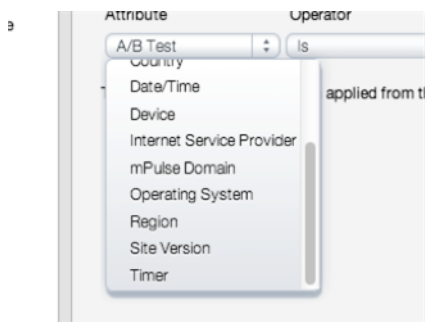 Attribute Operator
A/B Test Is
Country
Date/Time
applied from
Device
Internet Service Provider
mPulse Domain
Operating System
Region
Site Version
Timer